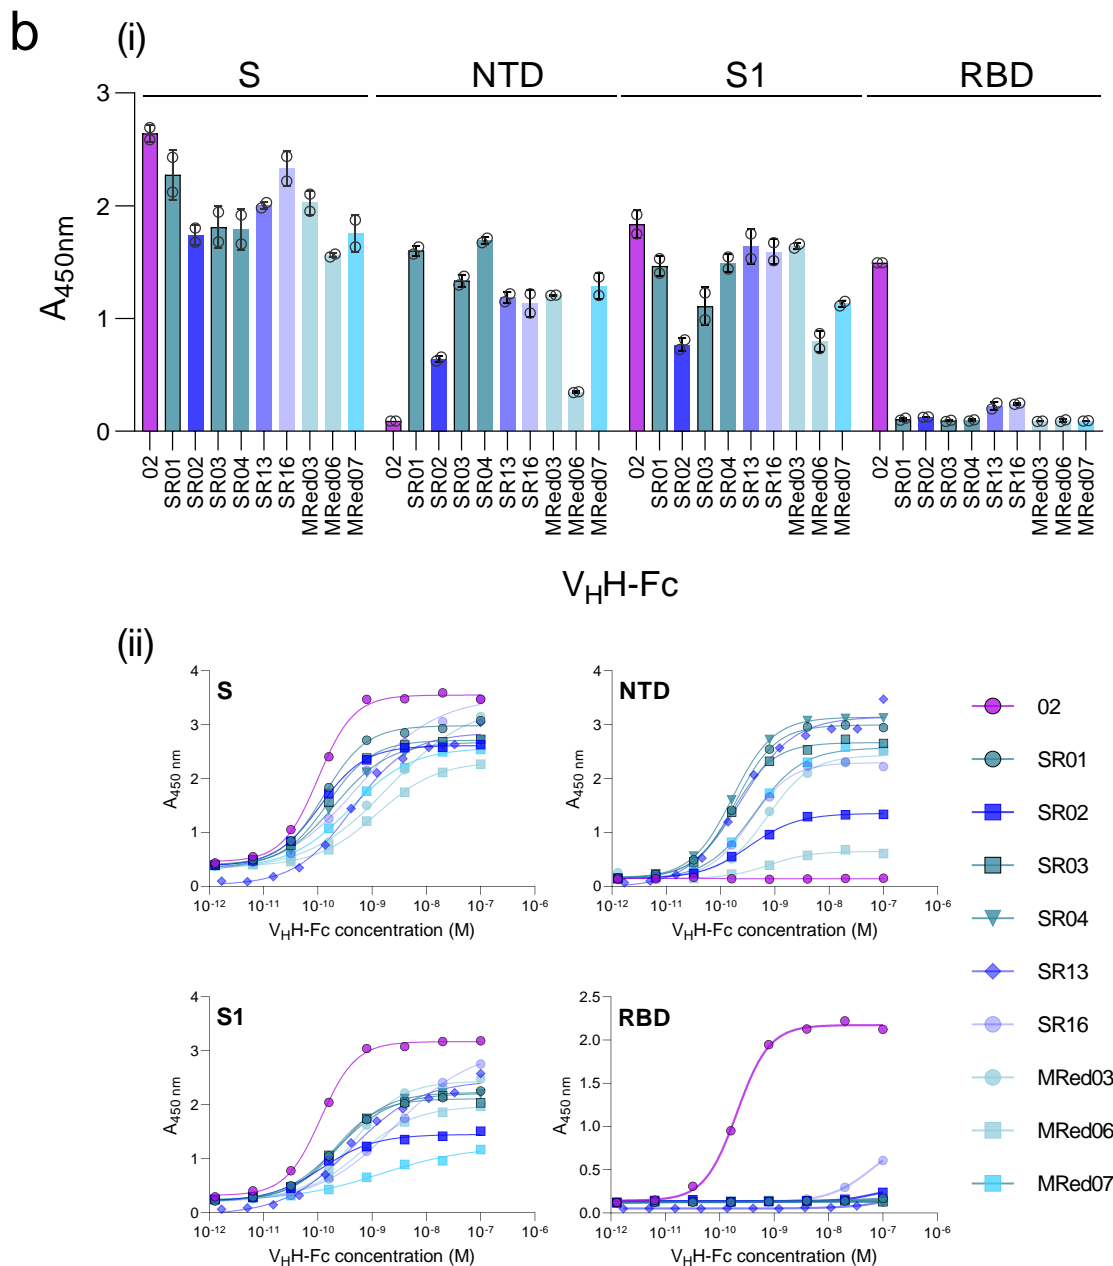 b
(i)
S NTD S1 RBD
3
2
1
0
A450nm
02 SR01 SR02 SR03 SR04 SR13 SR16 MRed03 MRed06 MRed07 02 SR01 SR02 SR03 SR04 SR13 SR16 MRed03 MRed06 MRed07 02 SR01 SR02 SR03 SR04 SR13 SR16 MRed03 MRed06 MRed07 02 SR01 SR02 SR03 SR04 SR13 SR16 MRed03 MRed06 MRed07
VHH-Fc
(ii)
S
4
3
2
1
0
A450 nm
10-12 10-11 10-10 10-9 10-8 10-7 10-6
VHH-Fc concentration (M)
NTD
4
3
2
1
0
A450 nm
10-12 10-11 10-10 10-9 10-8 10-7 10-6
VHH-Fc concentration (M)
S1
4
3
2
1
0
A450 nm
10-12 10-11 10-10 10-9 10-8 10-7 10-6
VHH-Fc concentration (M)
RBD
2.5
2.0
1.5
1.0
0.5
0.0
A450 nm
10-12 10-11 10-10 10-9 10-8 10-7 10-6
VHH-Fc concentration (M)
02
SR01
SR02
SR03
SR04
SR13
SR16
MRed03
MRed06
MRed07